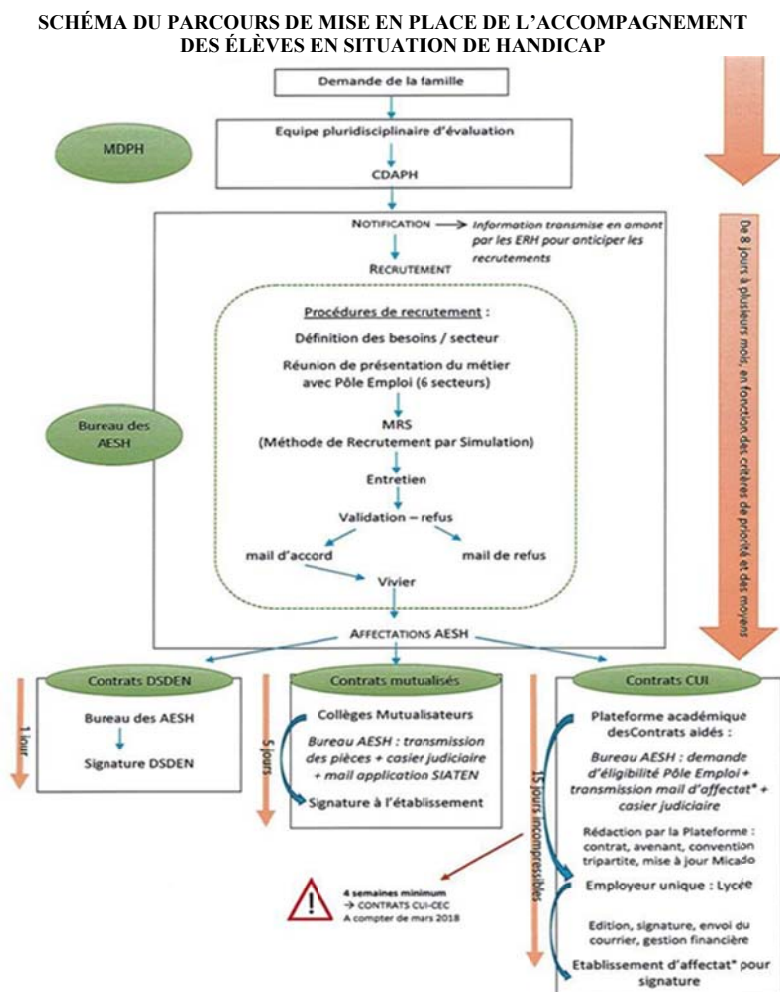 SCHÉMA DU PARCOURS DE MISE EN PLACE DE L'ACCOMPAGNEMENT
DES ÉLÈVES EN SITUATION DE HANDICAP
Demande de la famille
MDPH
Equipe pluridisciplinaire d'évaluation
CDAPH
NOTIFICATION → Information transmise en amont
par les ERH pour anticiper les
recrutements
RECRUTEMENT
Procédures de recrutement :
Définition des besoins / secteur
Réunion de présentation du métier
avec Pôle Emploi (6 secteurs)
Bureau des
AESH
MRS
(Méthode de Recrutement par Simulation)
Entretien
Validation – refus
mail d'accord
mail de refus
Vivier
AFFECTATIONS AESH
De 8 jours à plusieurs mois, en fonction des critères de priorité et des moyens
Contrats DSDEN
1 jour
Bureau des AESH
Signature DSDEN
Contrats mutualisés
5 jours
Collèges Mutualisateurs
Bureau AESH : transmission
des pièces + casier judiciaire
+ mail application SIATEN
Signature à l'établissement
Contrats CUI
15 jours incompressibles
Plateforme académique
desContrats aidés :
Bureau AESH : demande
d'éligibilité Pôle Emploi +
transmission mail d'affectat* +
casier judiciaire
Rédaction par la Plateforme :
contrat, avenant, convention
tripartite, mise à jour Micado
Employeur unique : Lycée
Edition, signature, envoi du
courrier, gestion financière
Etablissement d'affectat* pour
signature
!
4 semaines minimum
→ CONTRATS CUI-CEC
A compter de mars 2018